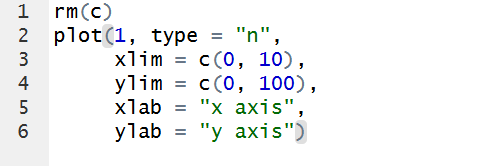 1 rm(c)
2 plot(1, type = "n",
3      xlim = c(0, 10),
4      ylim = c(0, 100),
5      xlab = "x axis",
6      ylab = "y axis")